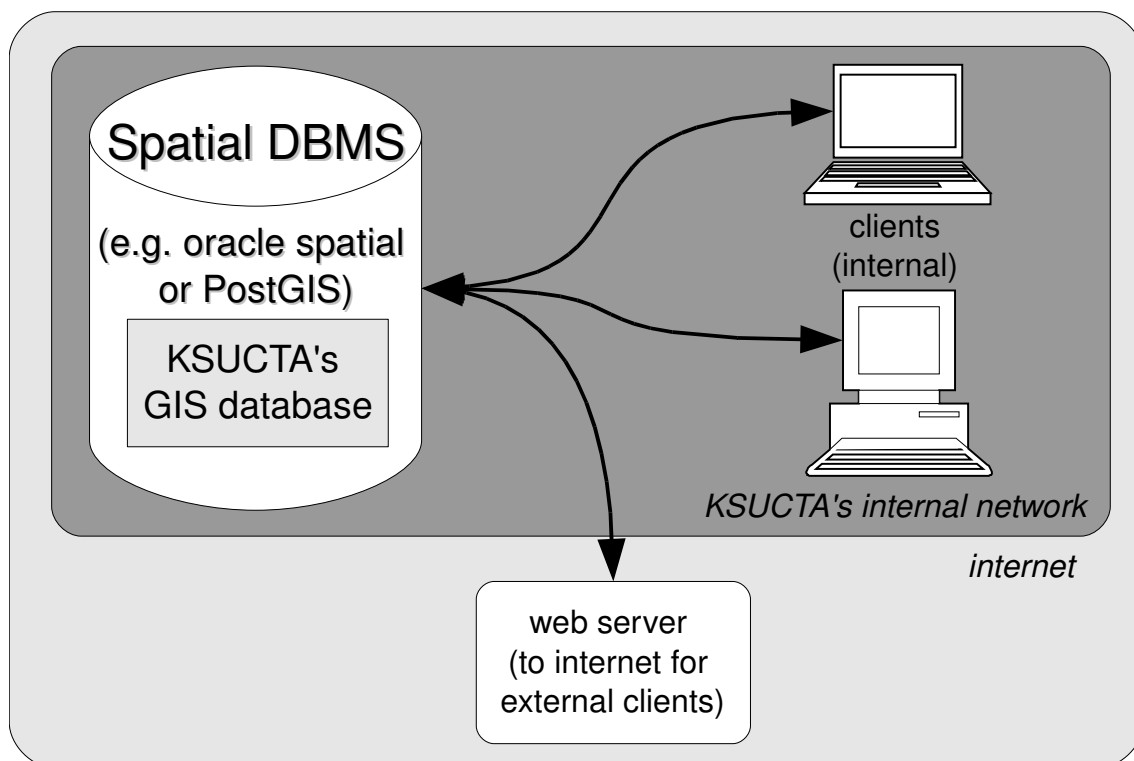 Spatial DBMS
(e.g. oracle spatial
or PostGIS)
KSUCTA's
GIS database
clients
(internal)
KSUCTA's internal network
internet
web server
(to internet for
external clients)